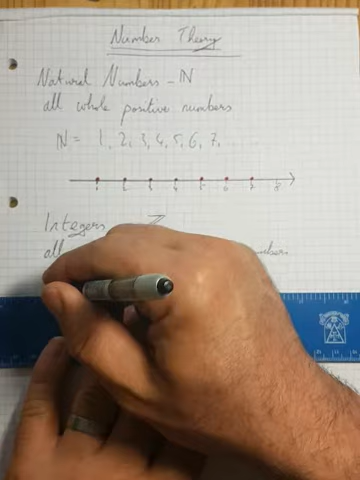 Number Theory
Natural Numbers - ℕ
all whole positive numbers
ℕ = 1, 2, 3, 4, 5, 6, 7, ...
1 2 3 4 5 6 7 8
Integers ℤ
all